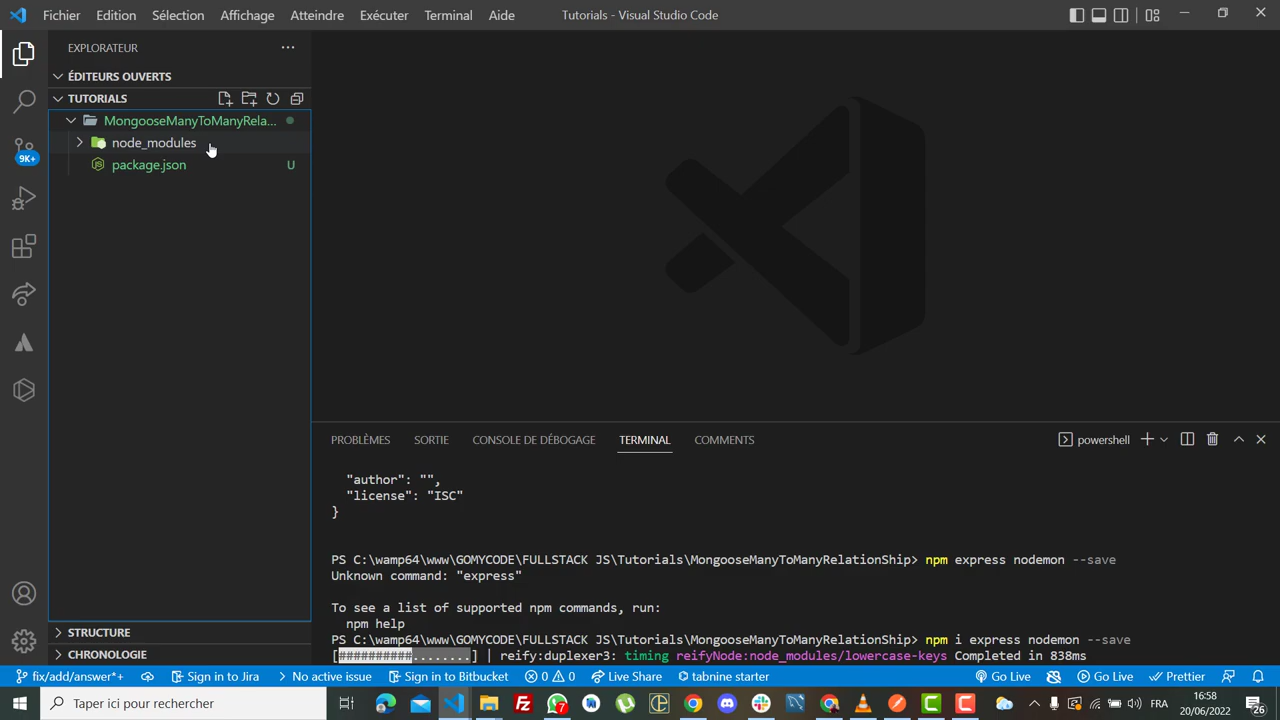 Fichier Edition Sélection Affichage Atteindre Exécuter Terminal Aide
Tutorials - Visual Studio Code
EXPLORATEUR
ÉDITEURS OUVERTS
TUTORIALS
MongooseManyToManyRela...
node_modules
package.json U
9K+
PROBLÈMES SORTIE CONSOLE DE DÉBOGAGE TERMINAL COMMENTS
powershell
"author": "",
"license": "ISC"
}
PS C:\wamp64\www\GOMYCODE\FULLSTACK JS\Tutorials\MongooseManyToManyRelationShip> npm express nodemon --save
Unknown command: "express"
To see a list of supported npm commands, run:
npm help
PS C:\wamp64\www\GOMYCODE\FULLSTACK JS\Tutorials\MongooseManyToManyRelationShip> npm i express nodemon --save
[##########........] | reify:duplexer3: timing reifyNode:node_modules/lowercase-keys Completed in 838ms
STRUCTURE
CHRONOLOGIE
fix/add/answer*+ Sign in to Jira No active issue Sign in to Bitbucket 0 0 Live Share tabnine starter Go Live Go Live Prettier
Taper ici pour rechercher
7
FRA
16:58
20/06/2022
26